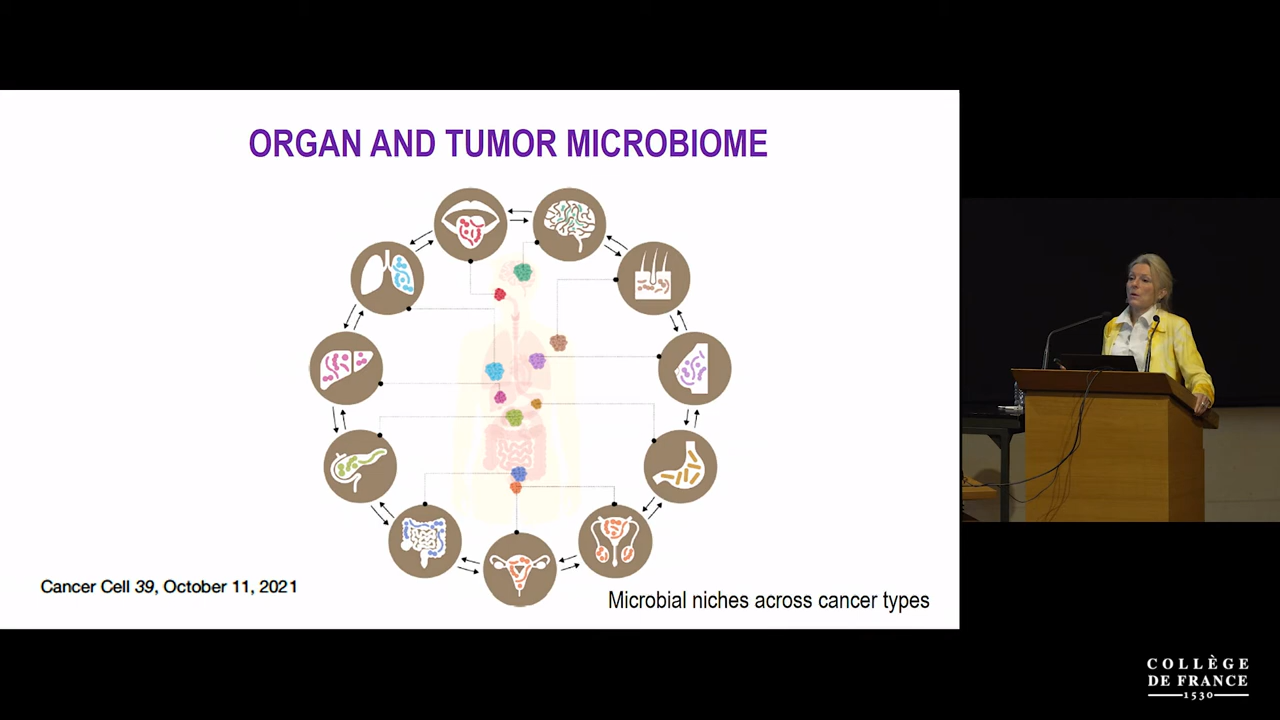 ORGAN AND TUMOR MICROBIOME
Cancer Cell 39, October 11, 2021
Microbial niches across cancer types
COLLÈGE
DE FRANCE
1530